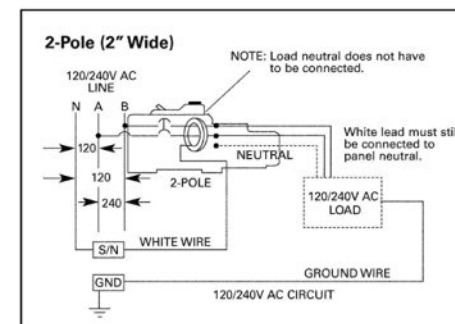 2-Pole (2" Wide)
NOTE: Load neutral does not have
to be connected.
120/240V AC
LINE
N A B
120
120
240
NEUTRAL
2-POLE
White lead must stil
be connected to
panel neutral.
120/240V AC
LOAD
S/N
WHITE WIRE
GND
GROUND WIRE
120/240V AC CIRCUIT